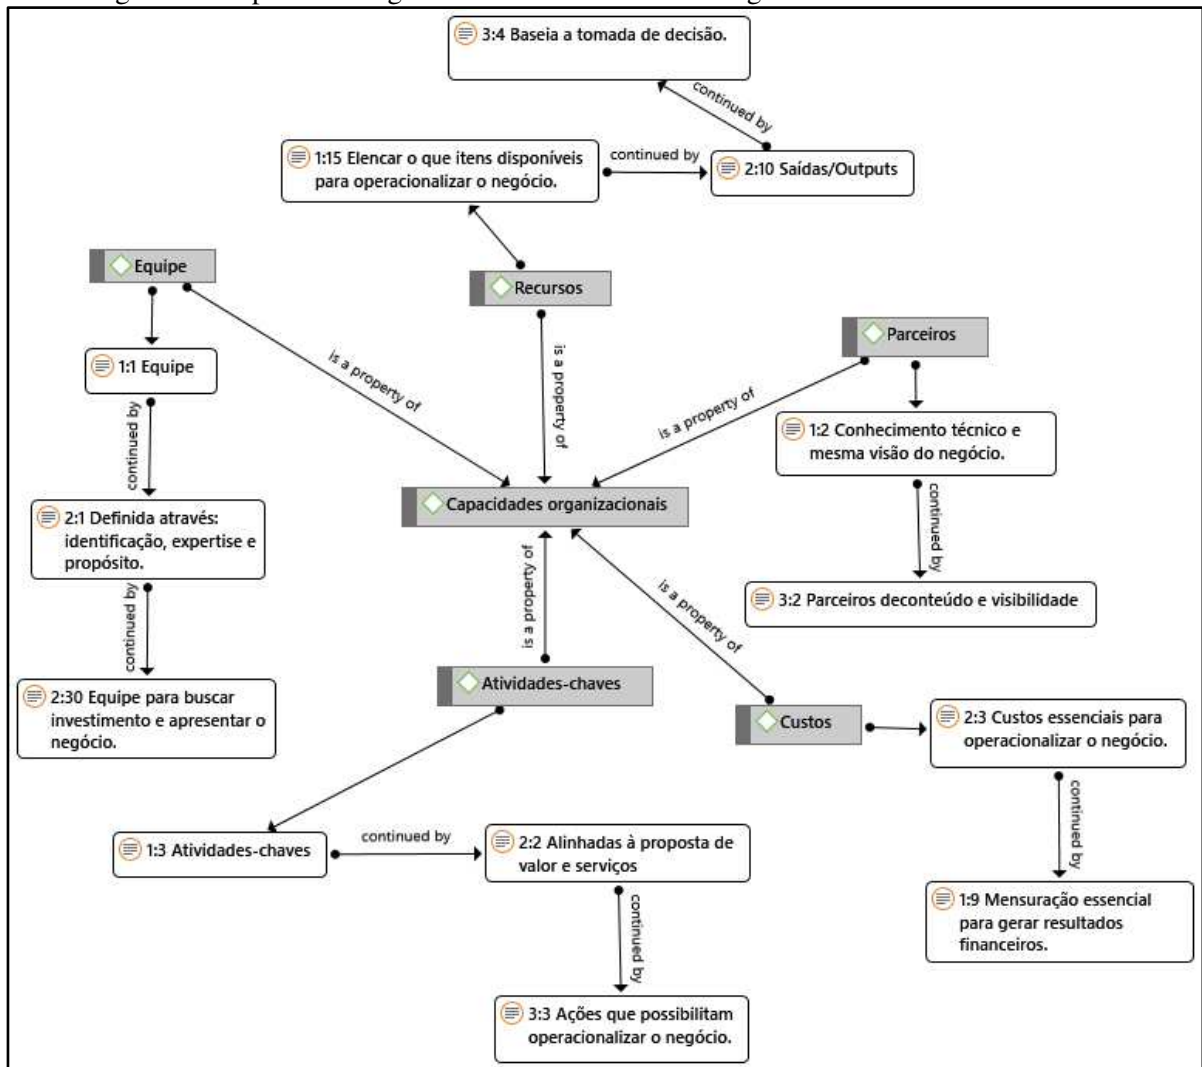 3:4 Baseia a tomada de decisão.
continued by
1:15 Elencar o que itens disponíveis
para operacionalizar o negócio.
continued by
2:10 Saídas/Outputs
Equipe
Recursos
Parceiros
is a property of
is a property of
is a property of
1:1 Equipe
continued by
1:2 Conhecimento técnico e
mesma visão do negócio.
continued by
Capacidades organizacionais
2:1 Definida através:
identificação, expertise e
propósito.
continued by
3:2 Parceiros deconteúdo e visibilidade
is a property of
is a property of
2:30 Equipe para buscar
investimento e apresentar o
negócio.
Atividades-chaves
Custos
2:3 Custos essenciais para
operacionalizar o negócio.
continued by
1:3 Atividades-chaves
continued by
2:2 Alinhadas à proposta de
valor e serviços
continued by
1:9 Mensuração essencial
para gerar resultados
financeiros.
3:3 Ações que possibilitam
operacionalizar o negócio.